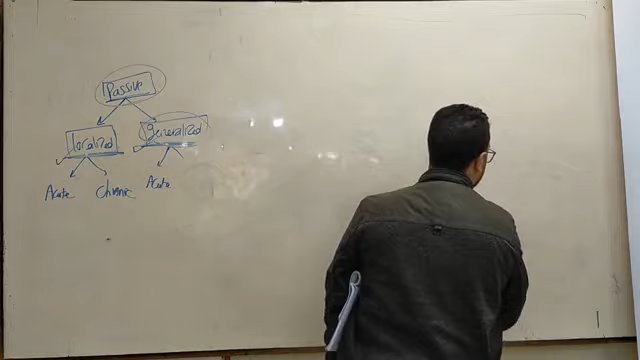 Passive
localized
generalized
Acute chronic Acute